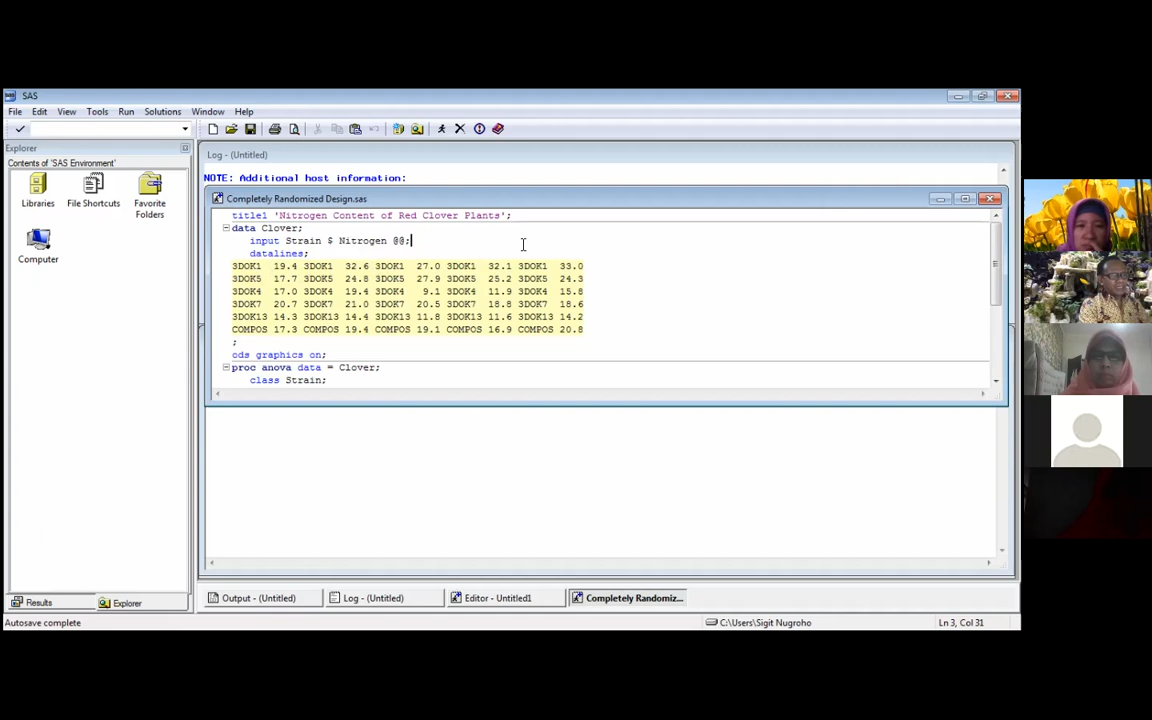 SAS
File Edit View Tools Run Solutions Window Help
Explorer
Contents of 'SAS Environment'
Libraries
File Shortcuts
Favorite Folders
Computer
Log - (Untitled)
NOTE: Additional host information:
Completely Randomized Design.sas
title1 'Nitrogen Content of Red Clover Plants';
data Clover;
input Strain $ Nitrogen @@;
datalines;
3DOK1 19.4 3DOK1 32.6 3DOK1 27.0 3DOK1 32.1 3DOK1 33.0
3DOK5 17.7 3DOK5 24.8 3DOK5 27.9 3DOK5 25.2 3DOK5 24.3
3DOK4 17.0 3DOK4 19.4 3DOK4 9.1 3DOK4 11.9 3DOK4 15.8
3DOK7 20.7 3DOK7 21.0 3DOK7 20.5 3DOK7 18.8 3DOK7 18.6
3DOK13 14.3 3DOK13 14.4 3DOK13 11.8 3DOK13 11.6 3DOK13 14.2
COMPOS 17.3 COMPOS 19.4 COMPOS 19.1 COMPOS 16.9 COMPOS 20.8
;
ods graphics on;
proc anova data = Clover;
class Strain;
Results Explorer
Output - (Untitled) Log - (Untitled) Editor - Untitled1 Completely Randomiz...
Autosave complete C:\Users\Sigit Nugroho Ln 3, Col 31